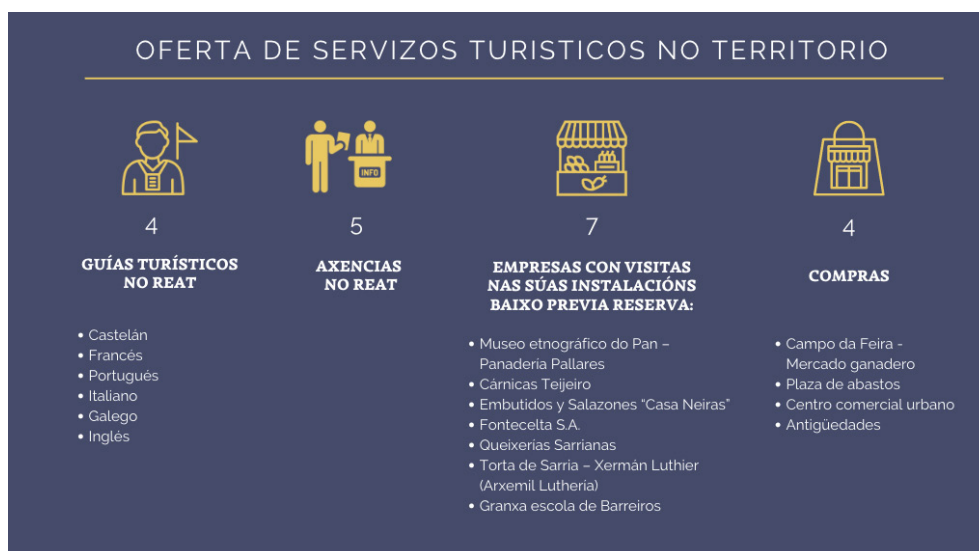 OFERTA DE SERVIZOS TURISTICOS NO TERRITORIO
INFO
4
GUÍAS TURÍSTICOS
NO REAT
• Castelán
• Francés
• Portugués
• Italiano
• Galego
• Inglés
5
AXENCIAS
NO REAT
7
EMPRESAS CON VISITAS
NAS SÚAS INSTALACIÓNS
BAIXO PREVIA RESERVA:
• Museo etnográfico do Pan –
Panadería Pallares
• Cárnicas Teijeiro
• Embutidos y Salazones "Casa Neiras"
• Fontecelta S.A.
• Queixerías Sarrianas
• Torta de Sarria – Xermán Luthier
(Arxemil Luthería)
• Granxa escola de Barreiros
4
COMPRAS
• Campo da Feira -
Mercado ganadero
• Plaza de abastos
• Centro comercial urbano
• Antigüedades